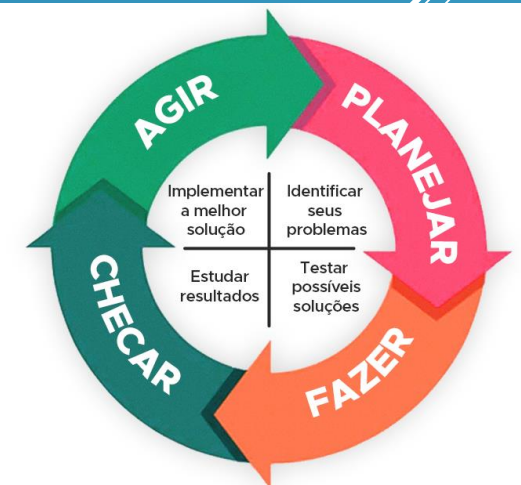 AGIR
PLANEJAR
Implementar
a melhor
solução
Identificar
seus
problemas
Estudar
resultados
Testar
possíveis
soluções
CHECAR
FAZER